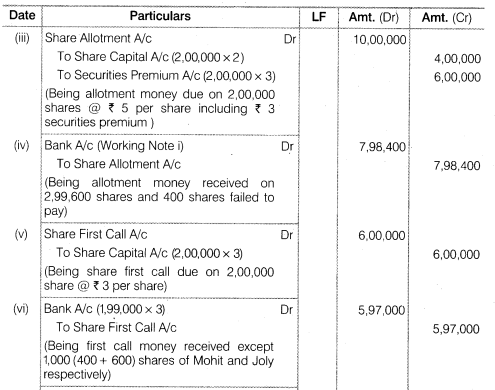 Date Particulars LF Amt. (Dr) Amt. (Cr)
(iii) Share Allotment A/c Dr 10,00,000
To Share Capital A/c (2,00,000 × 2) 4,00,000
To Securities Premium A/c (2,00,000 × 3) 6,00,000
(Being allotment money due on 2,00,000
shares @ ₹ 5 per share including ₹ 3
securities premium )
(iv) Bank A/c (Working Note i) Dr 7,98,400
To Share Allotment A/c 7,98,400
(Being allotment money received on
2,99,600 shares and 400 shares failed to
pay)
(v) Share First Call A/c Dr 6,00,000
To Share Capital A/c (2,00,000 × 3) 6,00,000
(Being share first call due on 2,00,000
share @ ₹ 3 per share)
(vi) Bank A/c (1,99,000 × 3) Dr 5,97,000
To Share First Call A/c 5,97,000
(Being first call money received except
1,000 (400 + 600) shares of Mohit and Joly
respectively)